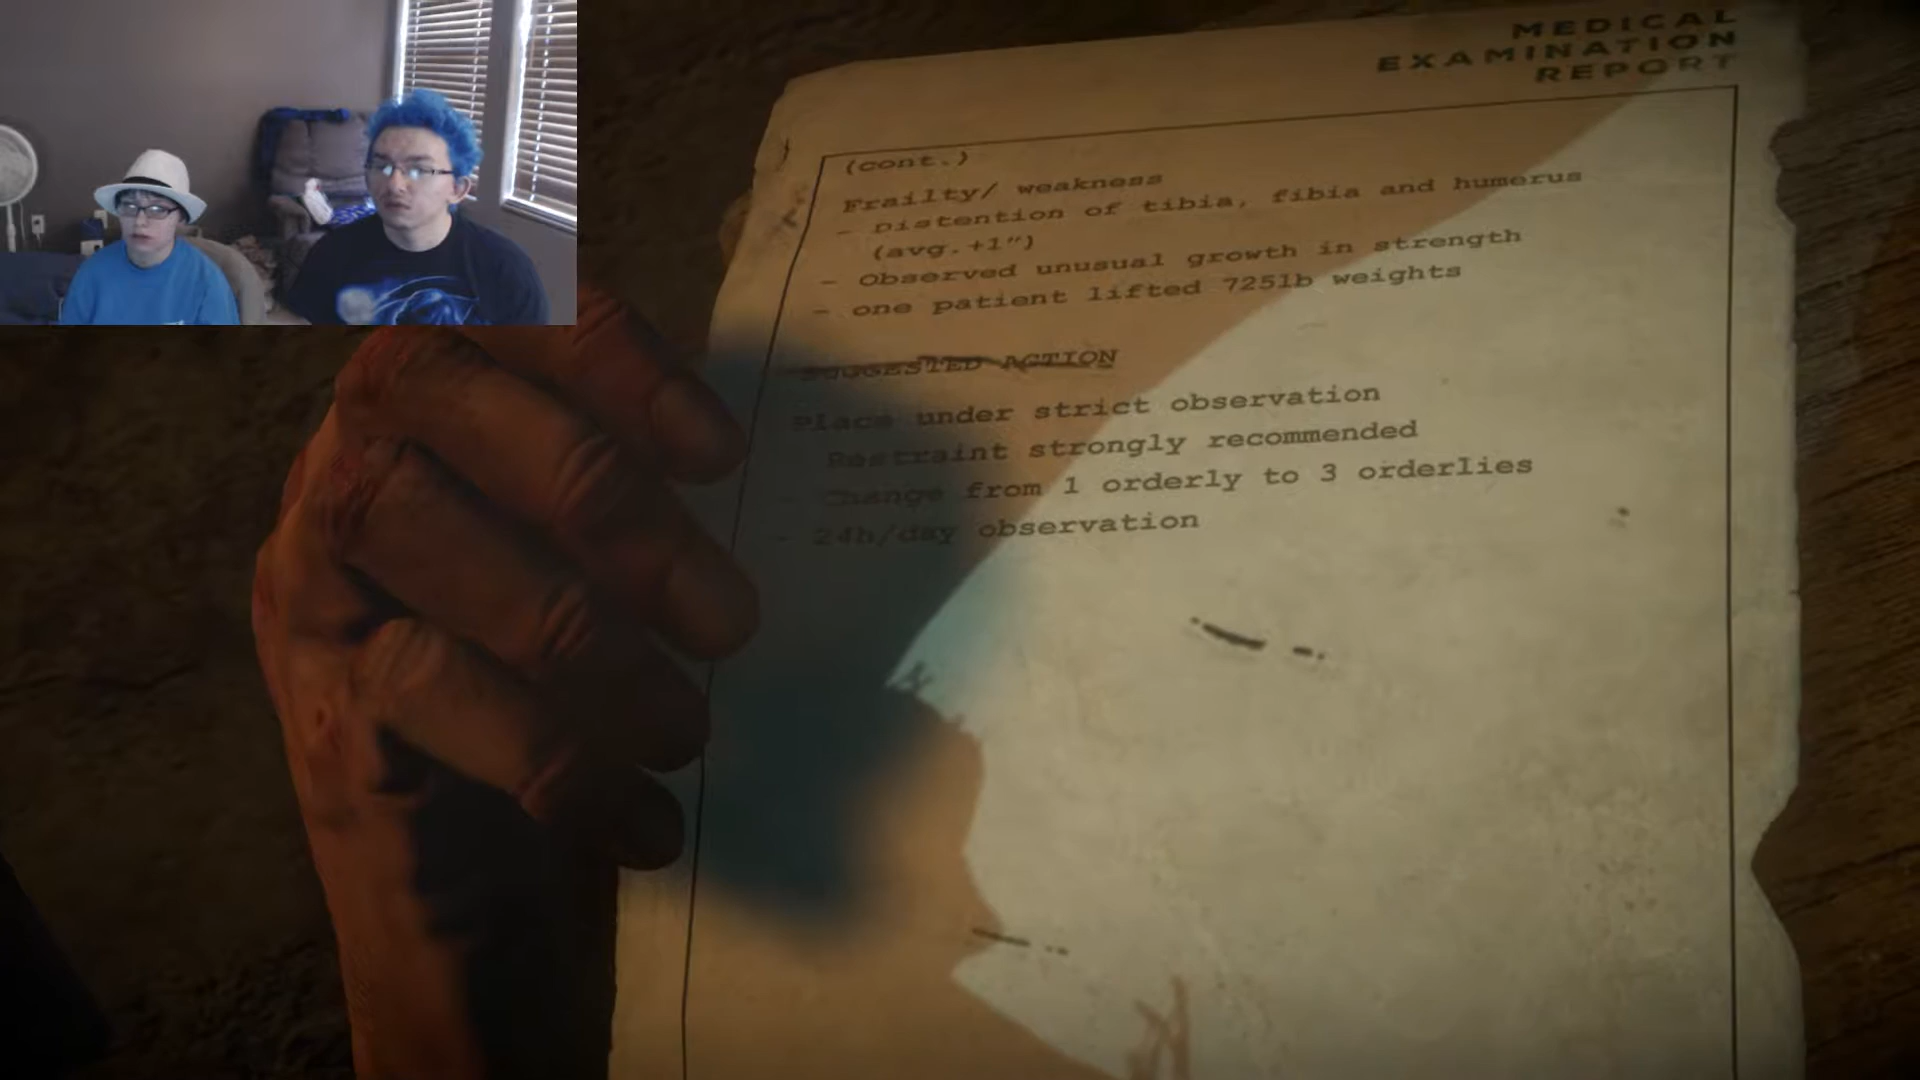 MEDICAL
EXAMINATION
REPORT
(cont.)
Frailty/ weakness
- Distention of tibia, fibia and humerus
(avg.+1")
- Observed unusual growth in strength
- one patient lifted 725lb weights
SUGGESTED ACTION
Place under strict observation
Restraint strongly recommended
- Change from 1 orderly to 3 orderlies
- 24h/day observation